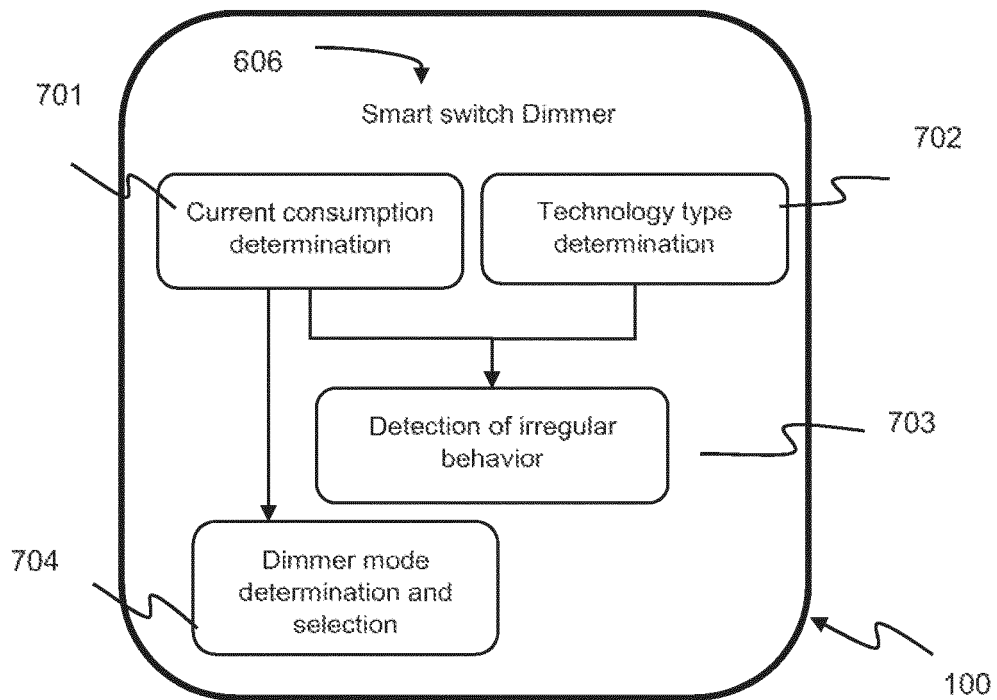 606
701
Smart switch Dimmer
702
Current consumption
determination
Technology type
determination
Detection of irregular
behavior
703
704
Dimmer mode
determination and
selection
100